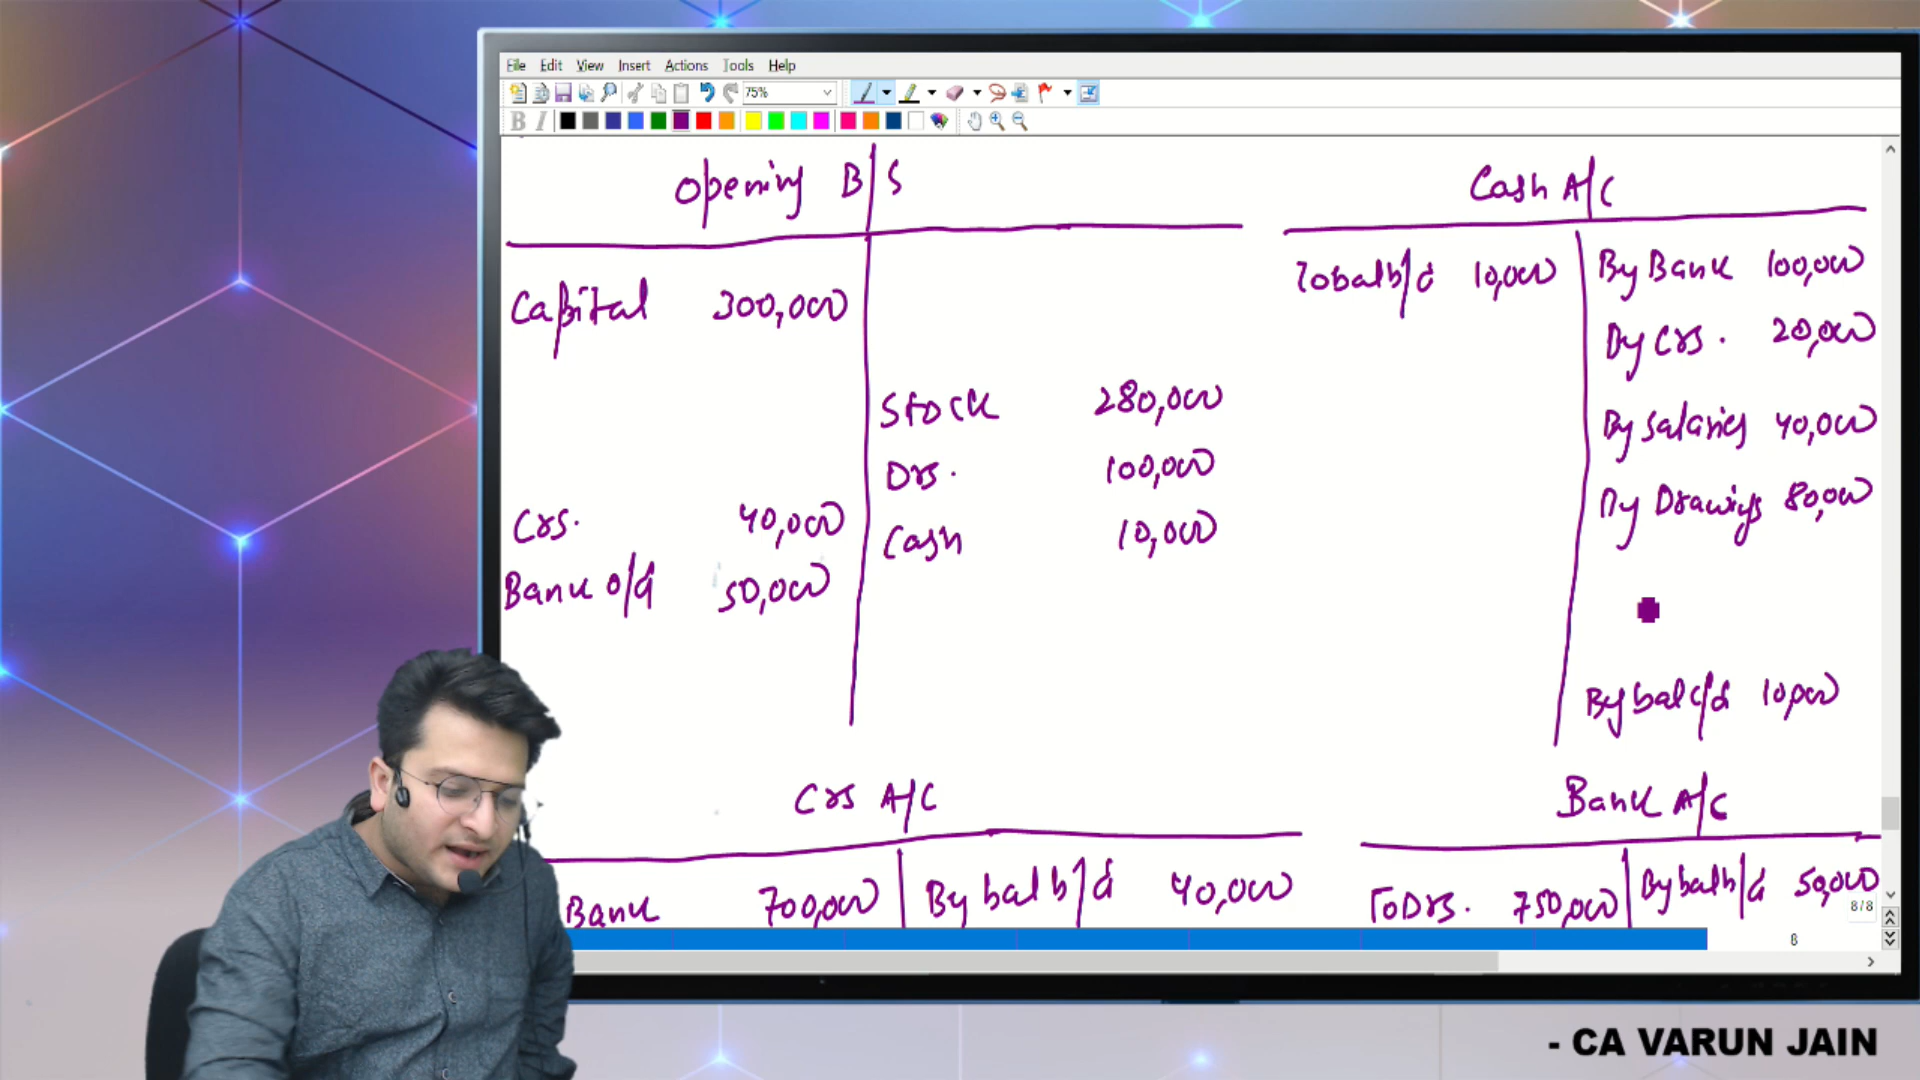 File Edit View Insert Actions Tools Help
75%
B I
Opening B/S
Capital 300,000
Stock 280,000
Drs. 100,000
Crs. 40,000
Cash 10,000
Bank o/d 50,000
Cash A/C
To bal b/d 10,000
By Bank 100,000
By Crs. 20,000
By Salaries 40,000
By Drawings 80,000
By bal c/d 10,000
Crs A/C
Bank 700,000
By bal b/d 40,000
Bank A/C
To Drs. 750,000
By bal b/d 50,000
8/8
8
- CA VARUN JAIN